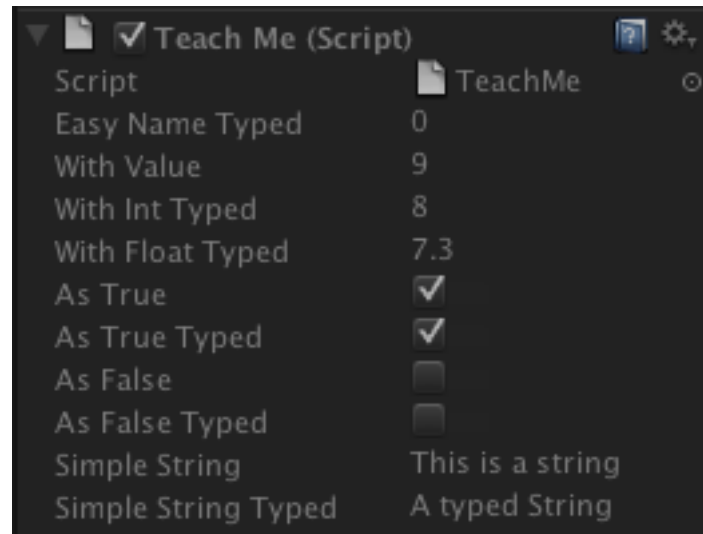 Teach Me (Script)
Script TeachMe
Easy Name Typed 0
With Value 9
With Int Typed 8
With Float Typed 7.3
As True
As True Typed
As False
As False Typed
Simple String This is a string
Simple String Typed A typed String